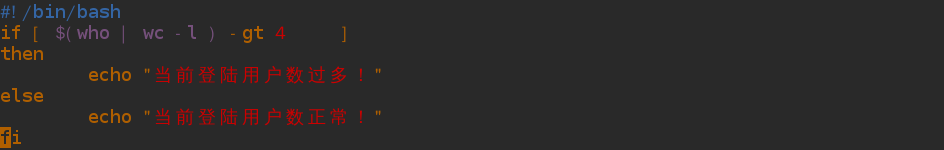 #!/bin/bash
if [ $(who | wc -l ) -gt 4     ]
then
        echo "当前登陆用户数过多！"
else
        echo "当前登陆用户数正常！"
fi